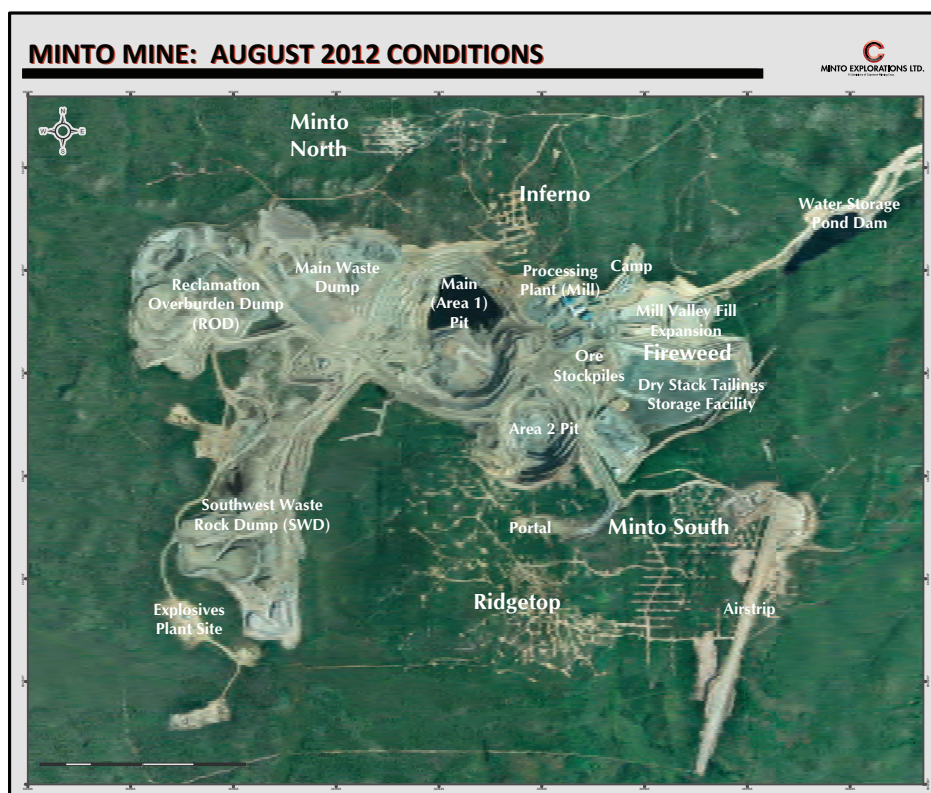 MINTO MINE: AUGUST 2012 CONDITIONS
MINTO EXPLORATIONS LTD.
N
W E
S
Minto
North
Inferno
Water Storage
Pond Dam
Camp
Processing
Plant (Mill)
Main Waste
Dump
Main
(Area 1)
Pit
Reclamation
Overburden Dump
(ROD)
Mill Valley Fill
Expansion
Fireweed
Ore
Stockpiles
Dry Stack Tailings
Storage Facility
Area 2 Pit
Southwest Waste
Rock Dump (SWD)
Portal
Minto South
Ridgetop
Explosives
Plant Site
Airstrip